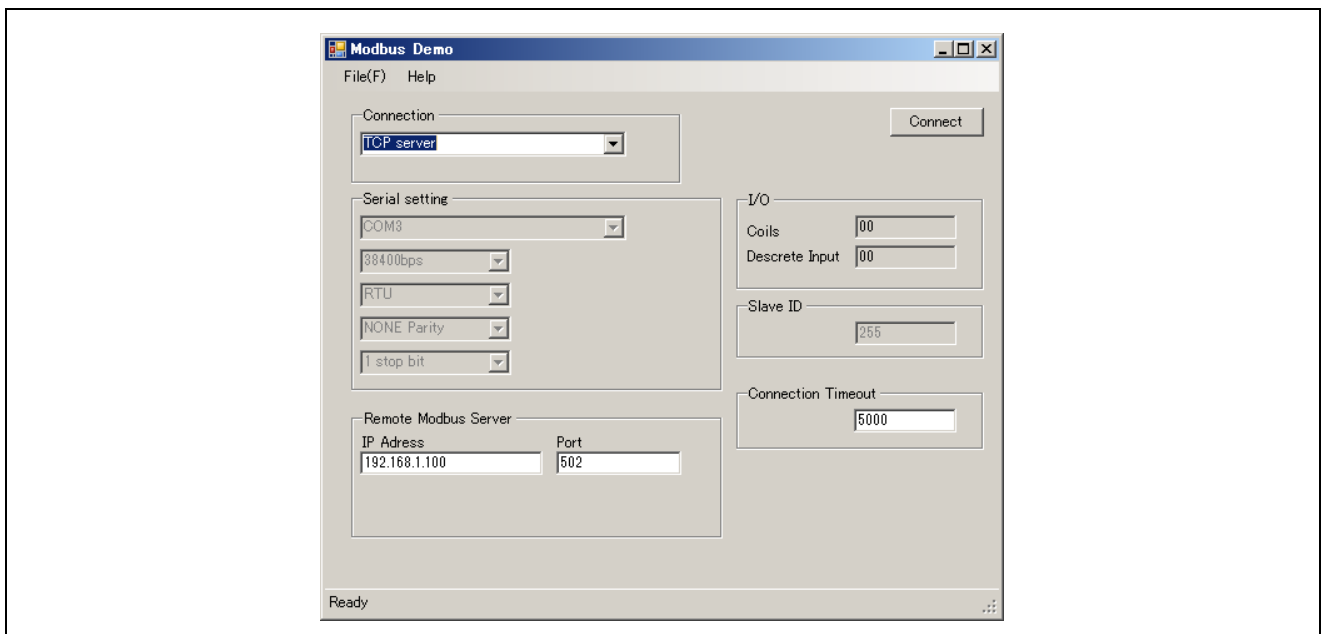 Modbus Demo
File(F) Help
Connection
TCP server
Connect
Serial setting
COM3
38400bps
RTU
NONE Parity
1 stop bit
I/O
Coils 00
Descrete Input 00
Slave ID
255
Connection Timeout
5000
Remote Modbus Server
IP Adress Port
192.168.1.100 502
Ready